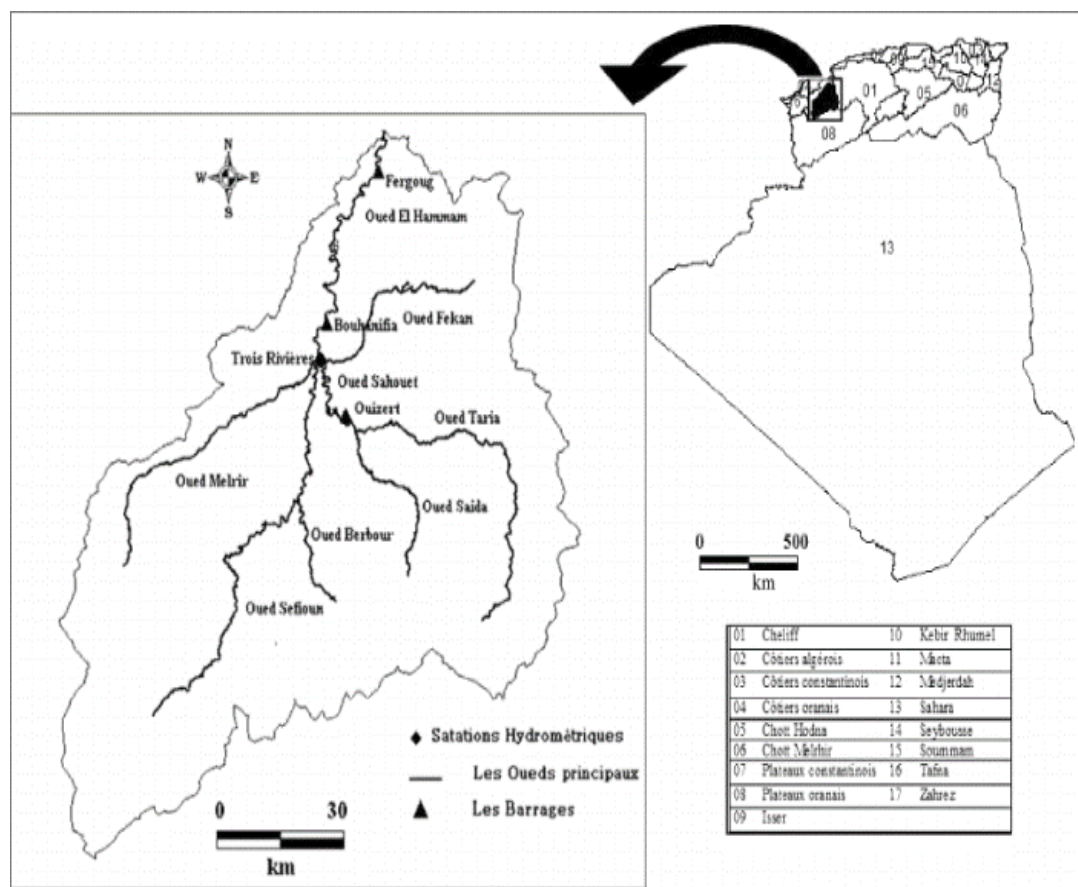 N
W E
S
Fergoug
Oued El Hammam
Bouhanifia
Oued Fekan
Trois Rivières
Oued Sahouet
Ouizert
Oued Taria
Oued Melrir
Oued Saida
Oued Berbour
Oued Sefioun
Satations Hydrométriques
Les Oueds principaux
Les Barrages
0 30
km
01
05
06
08
13
0 500
km
01 Cheliff 10 Kebir Rhumel
02 Côtiers algérois 11 Macta
03 Côtiers constantinois 12 Medjerdah
04 Côtiers oranais 13 Sahara
05 Chott Hodna 14 Seybousse
06 Chott Melrhir 15 Soummam
07 Plateaux constantinois 16 Tafna
08 Plateaux oranais 17 Zahrez
09 Isser